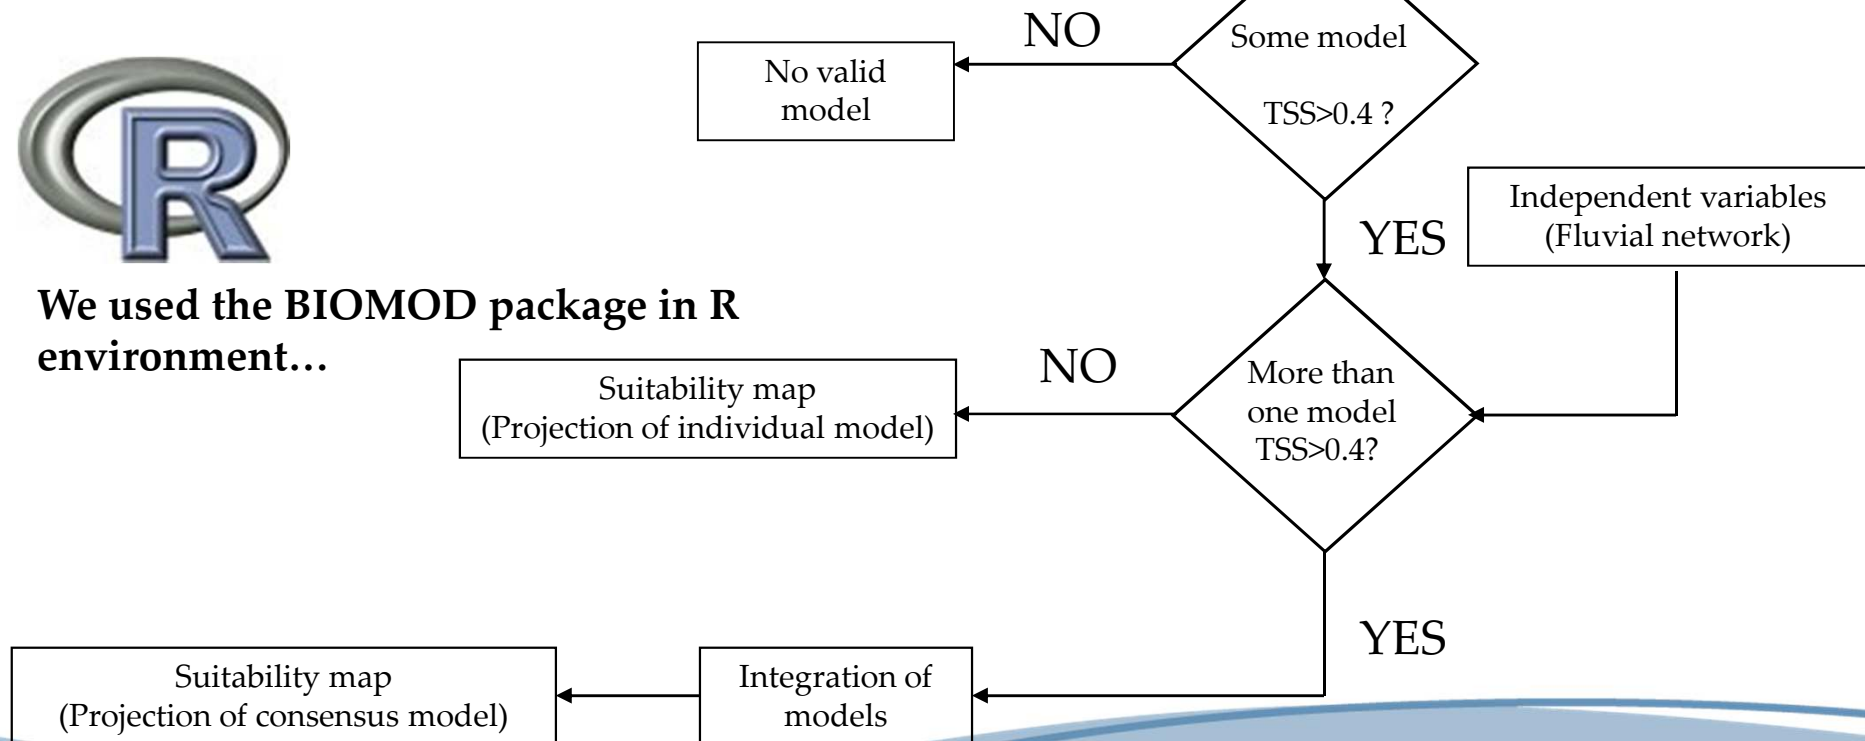 NO
Some model
TSS>0.4 ?
No valid
model
R
Independent variables
(Fluvial network)
YES
We used the BIOMOD package in R
environment…
NO
More than
one model
TSS>0.4?
Suitability map
(Projection of individual model)
YES
Integration of
models
Suitability map
(Projection of consensus model)